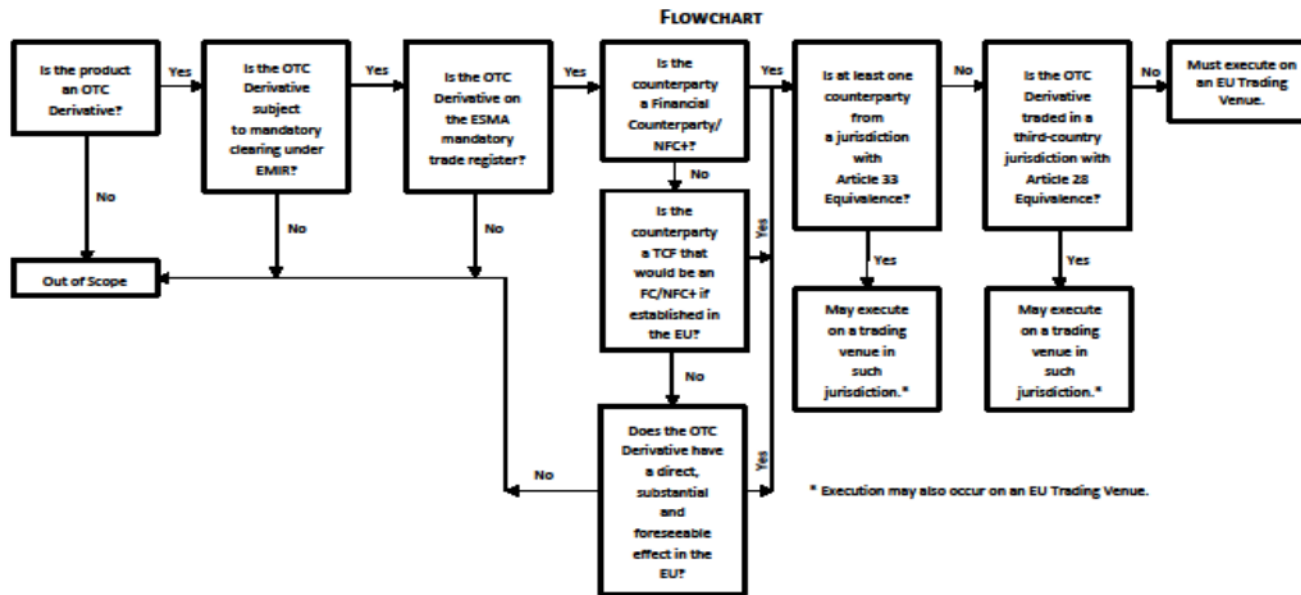 FLOWCHART
Is the product
an OTC
Derivative?
Yes
Is the OTC
Derivative
subject
to mandatory
clearing under
EMIR?
Yes
Is the OTC
Derivative on
the ESMA
mandatory
trade register?
Yes
Is the
counterparty
a Financial
Counterparty/
NFC+?
Yes
Is at least one
counterparty
from
a jurisdiction
with
Article 33
Equivalence?
No
Is the OTC
Derivative
traded in a
third-country
jurisdiction with
Article 28
Equivalence?
No
Must execute on
an EU Trading
Venue.
No
No
No
No
Out of Scope
Is the
counterparty
a TCF that
would be an
FC/NFC+ if
established in
the EU?
Yes
Yes
Yes
May execute
on a trading
venue in
such
jurisdiction.*
May execute
on a trading
venue in
such
jurisdiction.*
No
Does the OTC
Derivative have
a direct,
substantial
and
foreseeable
effect in the
EU?
No
Yes
* Execution may also occur on an EU Trading Venue.